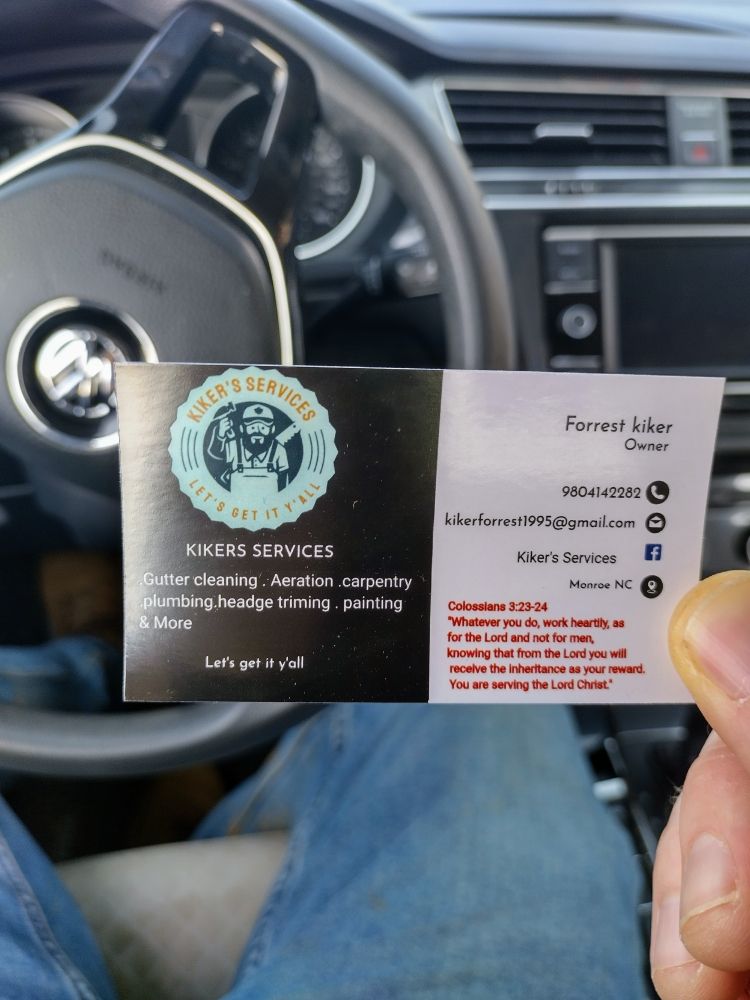 KIKER'S SERVICES
LET'S GET IT Y'ALL
KIKERS SERVICES
.Gutter cleaning . Aeration .carpentry
.plumbing.headge triming . painting
& More
Let's get it y'all
Forrest kiker
Owner
9804142282
kikerforrest1995@gmail.com
Kiker's Services
Monroe NC
Colossians 3:23-24
"Whatever you do, work heartily, as
for the Lord and not for men,
knowing that from the Lord you will
receive the inheritance as your reward.
You are serving the Lord Christ."